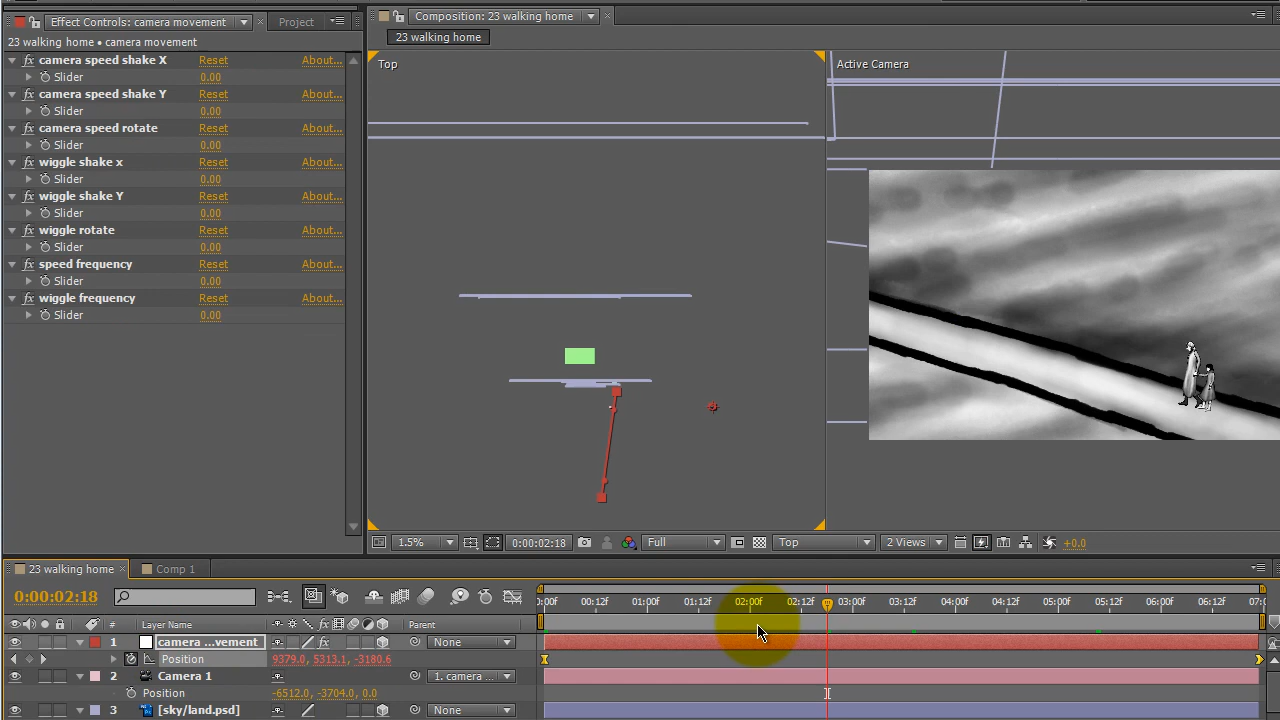 Effect Controls: camera movement
Project
Composition: 23 walking home
23 walking home • camera movement
23 walking home
camera speed shake X Reset About...
Slider 0.00
camera speed shake Y Reset About...
Slider 0.00
camera speed rotate Reset About...
Slider 0.00
wiggle shake x Reset About...
Slider 0.00
wiggle shake Y Reset About...
Slider 0.00
wiggle rotate Reset About...
Slider 0.00
speed frequency Reset About...
Slider 0.00
wiggle frequency Reset About...
Slider 0.00
Top
Active Camera
1.5% 0:00:02:18 Full Top 2 Views +0.0
23 walking home
Comp 1
0:00:02:18
0:00f 00:12f 01:00f 01:12f 02:00f 02:12f 03:00f 03:12f 04:00f 04:12f 05:00f 05:12f 06:00f 06:12f 07:0
# Layer Name Parent
1 camera ...vement None
Position 9379.0, 5313.1, -3180.6
2 Camera 1 1. camera ...
Position -6512.0, -3704.0, 0.0
3 [sky/land.psd] None